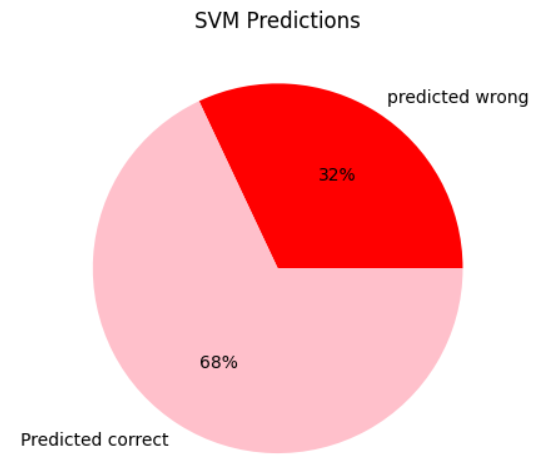 SVM Predictions
predicted wrong
32%
68%
Predicted correct